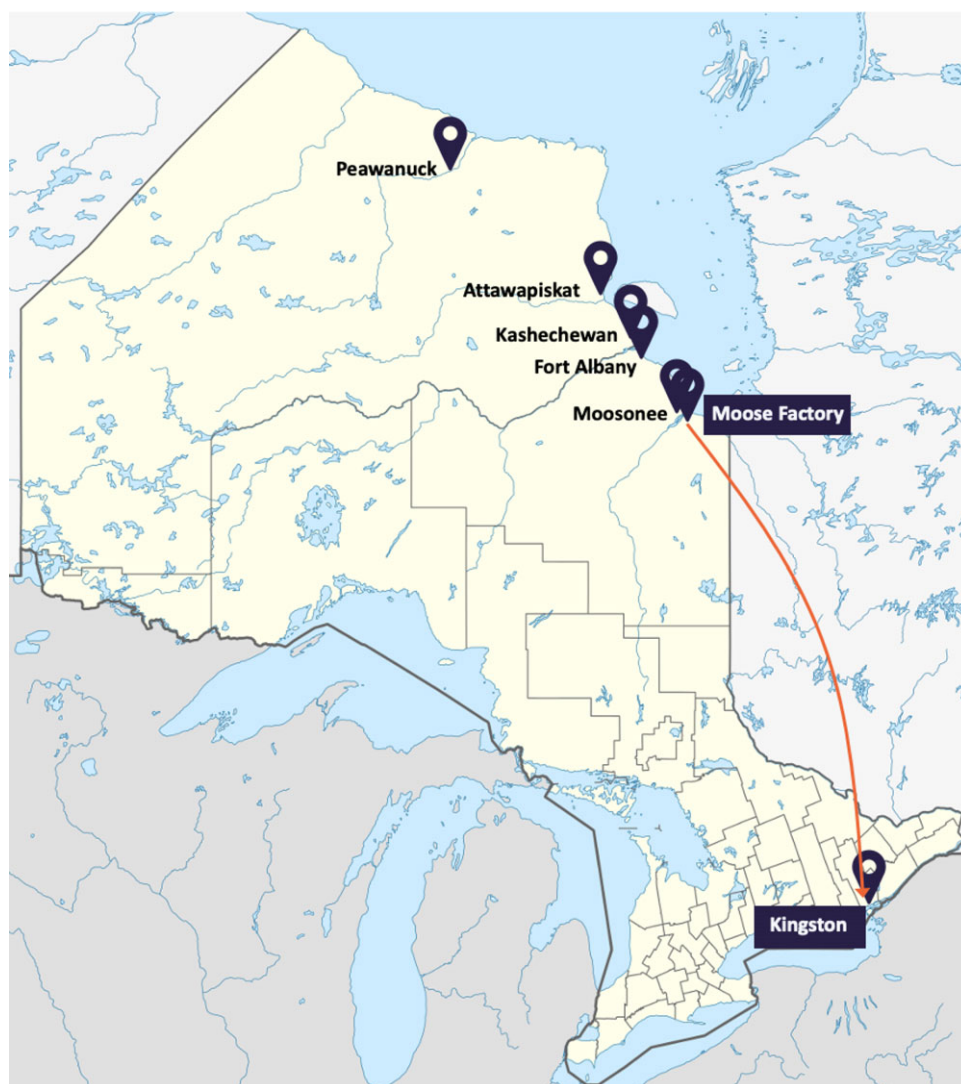 Peawanuck
Attawapiskat
Kashechewan
Fort Albany
Moosonee
Moose Factory
Kingston